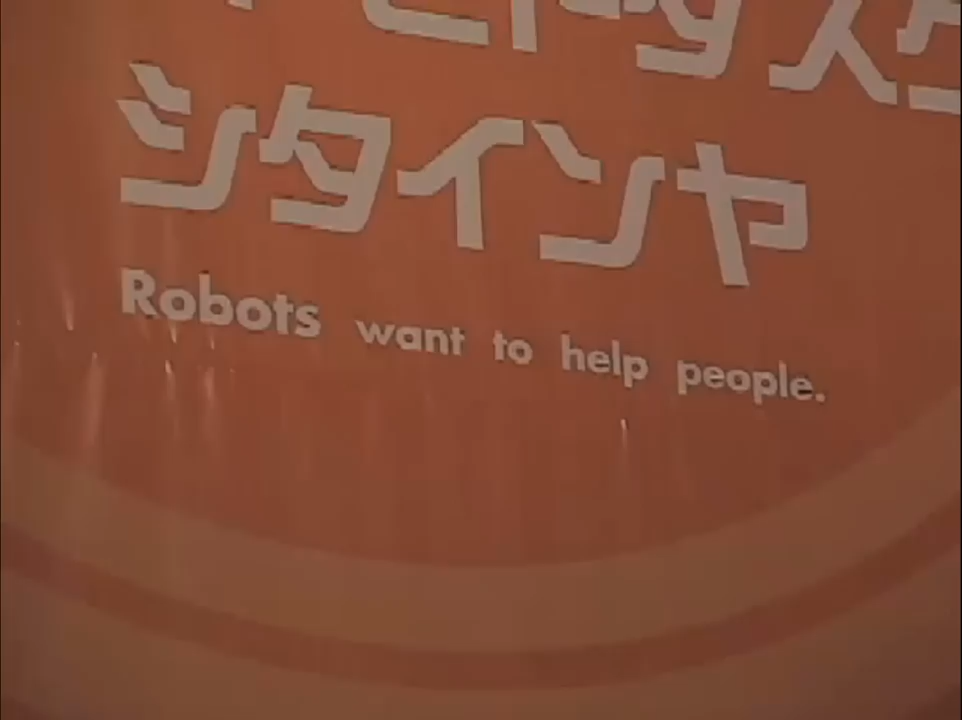 シタインヤ
Robots want to help people.